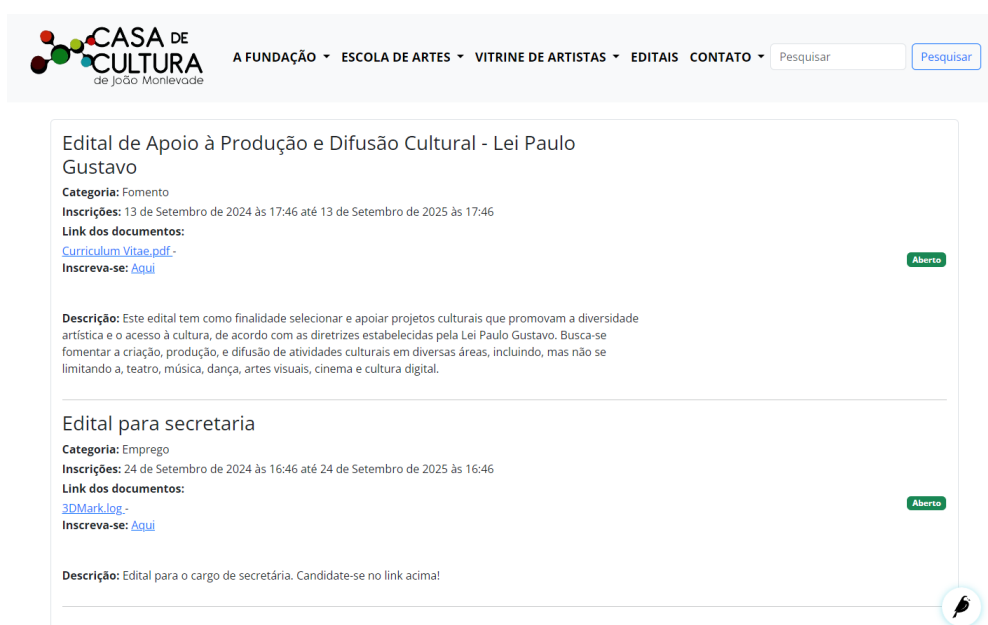 CASA DE
CULTURA
de João Monlevade
A FUNDAÇÃO ESCOLA DE ARTES VITRINE DE ARTISTAS EDITAIS CONTATO Pesquisar Pesquisar
Edital de Apoio à Produção e Difusão Cultural - Lei Paulo
Gustavo
Categoria: Fomento
Inscrições: 13 de Setembro de 2024 às 17:46 até 13 de Setembro de 2025 às 17:46
Link dos documentos:
Curriculum Vitae.pdf -
Aberto
Inscreva-se: Aqui
Descrição: Este edital tem como finalidade selecionar e apoiar projetos culturais que promovam a diversidade
artística e o acesso à cultura, de acordo com as diretrizes estabelecidas pela Lei Paulo Gustavo. Busca-se
fomentar a criação, produção, e difusão de atividades culturais em diversas áreas, incluindo, mas não se
limitando a, teatro, música, dança, artes visuais, cinema e cultura digital.
Edital para secretaria
Categoria: Emprego
Inscrições: 24 de Setembro de 2024 às 16:46 até 24 de Setembro de 2025 às 16:46
Link dos documentos:
Aberto
3DMark.log -
Inscreva-se: Aqui
Descrição: Edital para o cargo de secretária. Candidate-se no link acima!